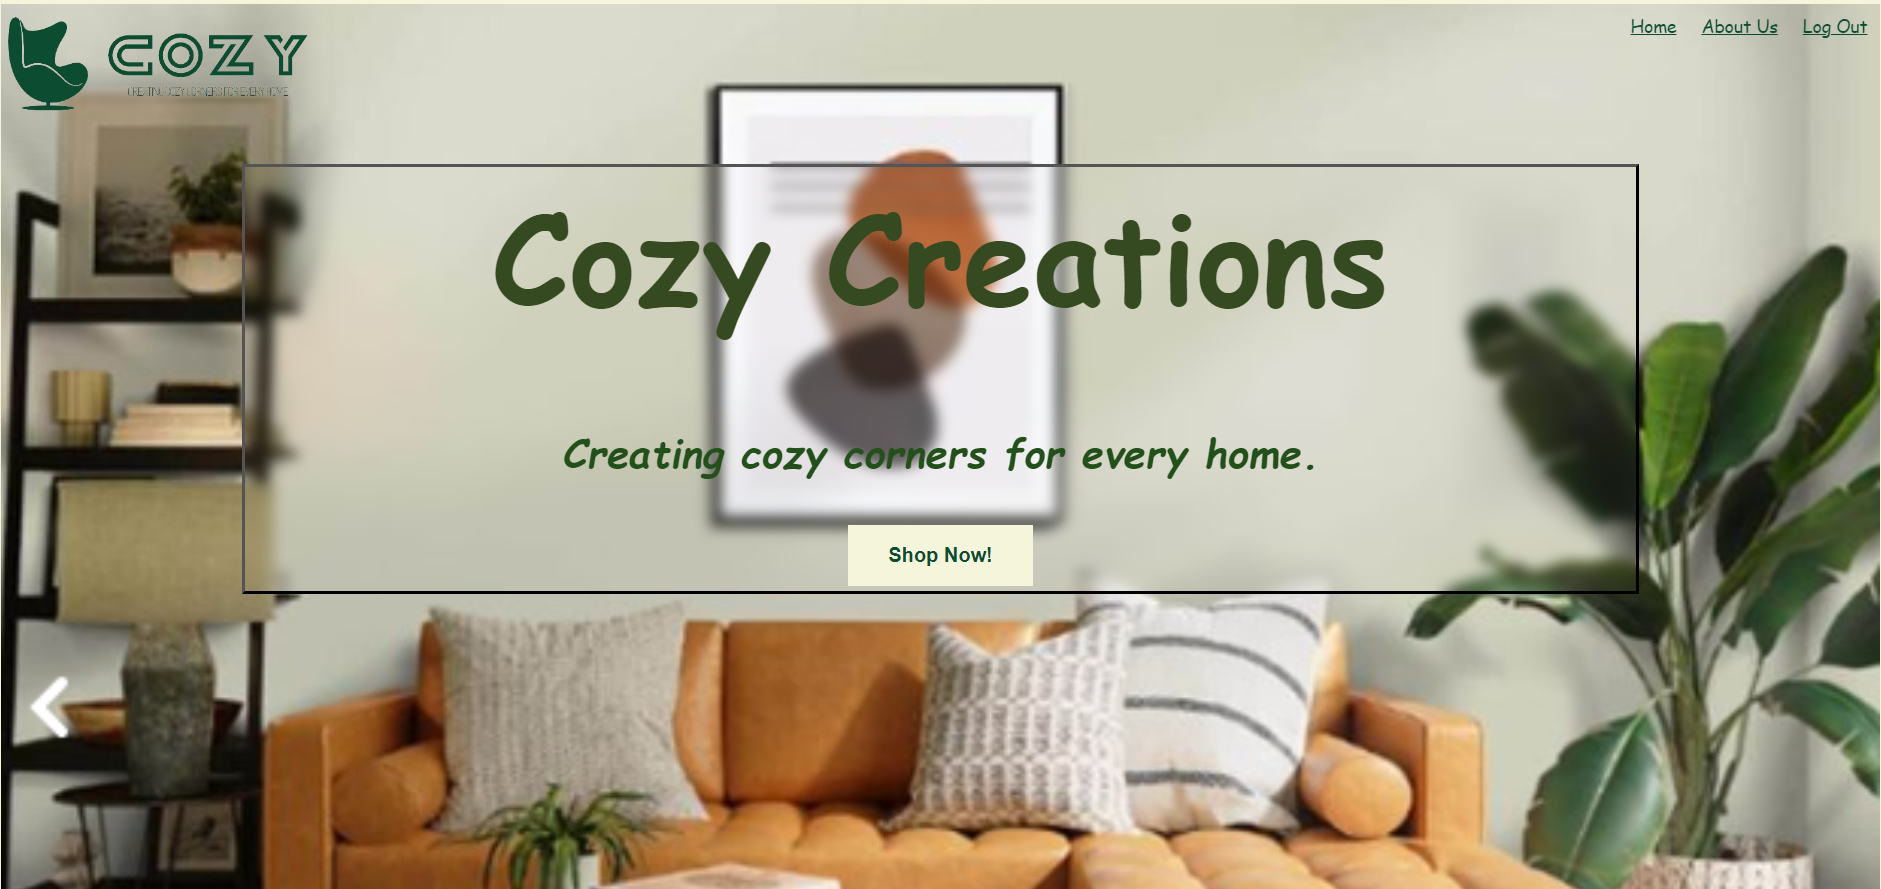 COZY
CREATING COZY CORNERS FOR EVERY HOME
Home About Us Log Out
Cozy Creations
Creating cozy corners for every home.
Shop Now!